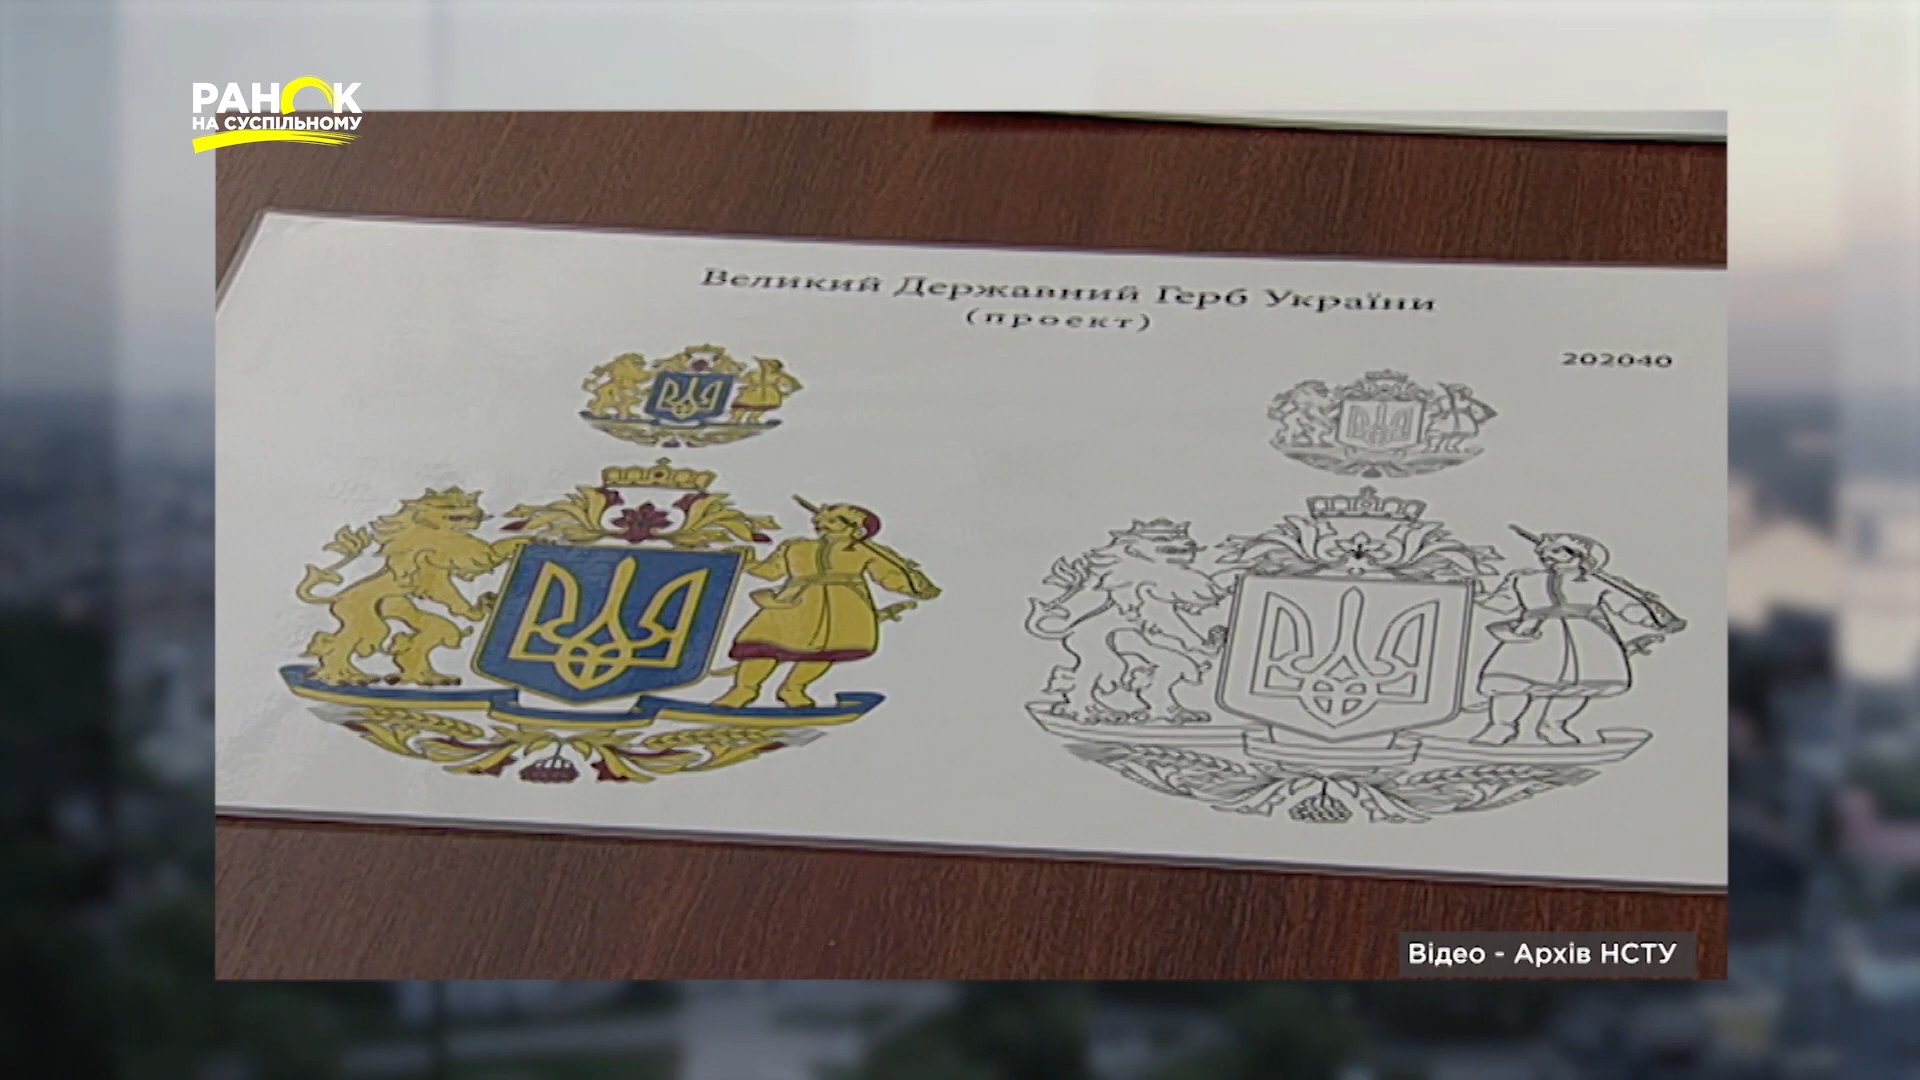 РАНОК
НА СУСПІЛЬНОМУ
Великий Державний Герб України
(проект)
202040
Відео - Архів НСТУ